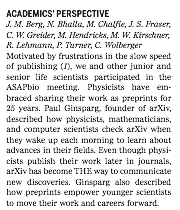 ACADEMICS' PERSPECTIVE
J. M. Berg, N. Bhalla, M. Chalfie, J. S. Fraser,
C. W. Greider, M. Hendricks, M. W. Kirschner,
R. Lehmann, P. Turner, C. Wolberger
Motivated by frustrations in the slow speed
of publishing (1), we and other junior and
senior life scientists participated in the
ASAPbio meeting. Physicists have em-
braced sharing their work as preprints for
25 years. Paul Ginsparg, founder of arXiv,
described how physicists, mathematicians,
and computer scientists check arXiv when
they wake up each morning to learn about
advances in their fields. Even though physi-
cists publish their work later in journals,
arXiv has become THE way to communicate
new discoveries. Ginsparg also described
how preprints empower younger scientists
to move their work and careers forward.